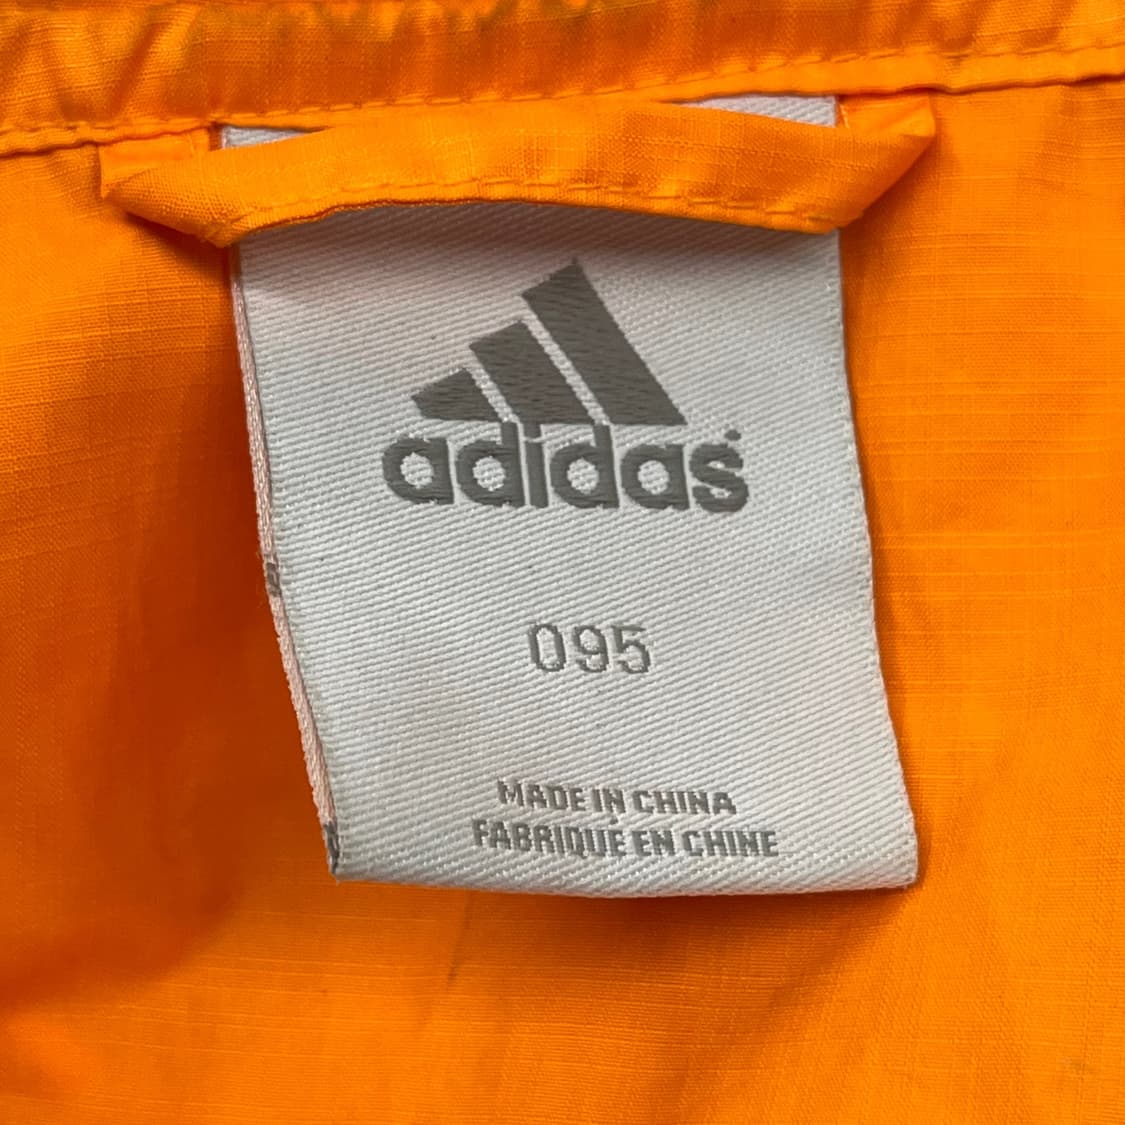 adidas
095
MADE IN CHINA
FABRIQUÉ EN CHINE